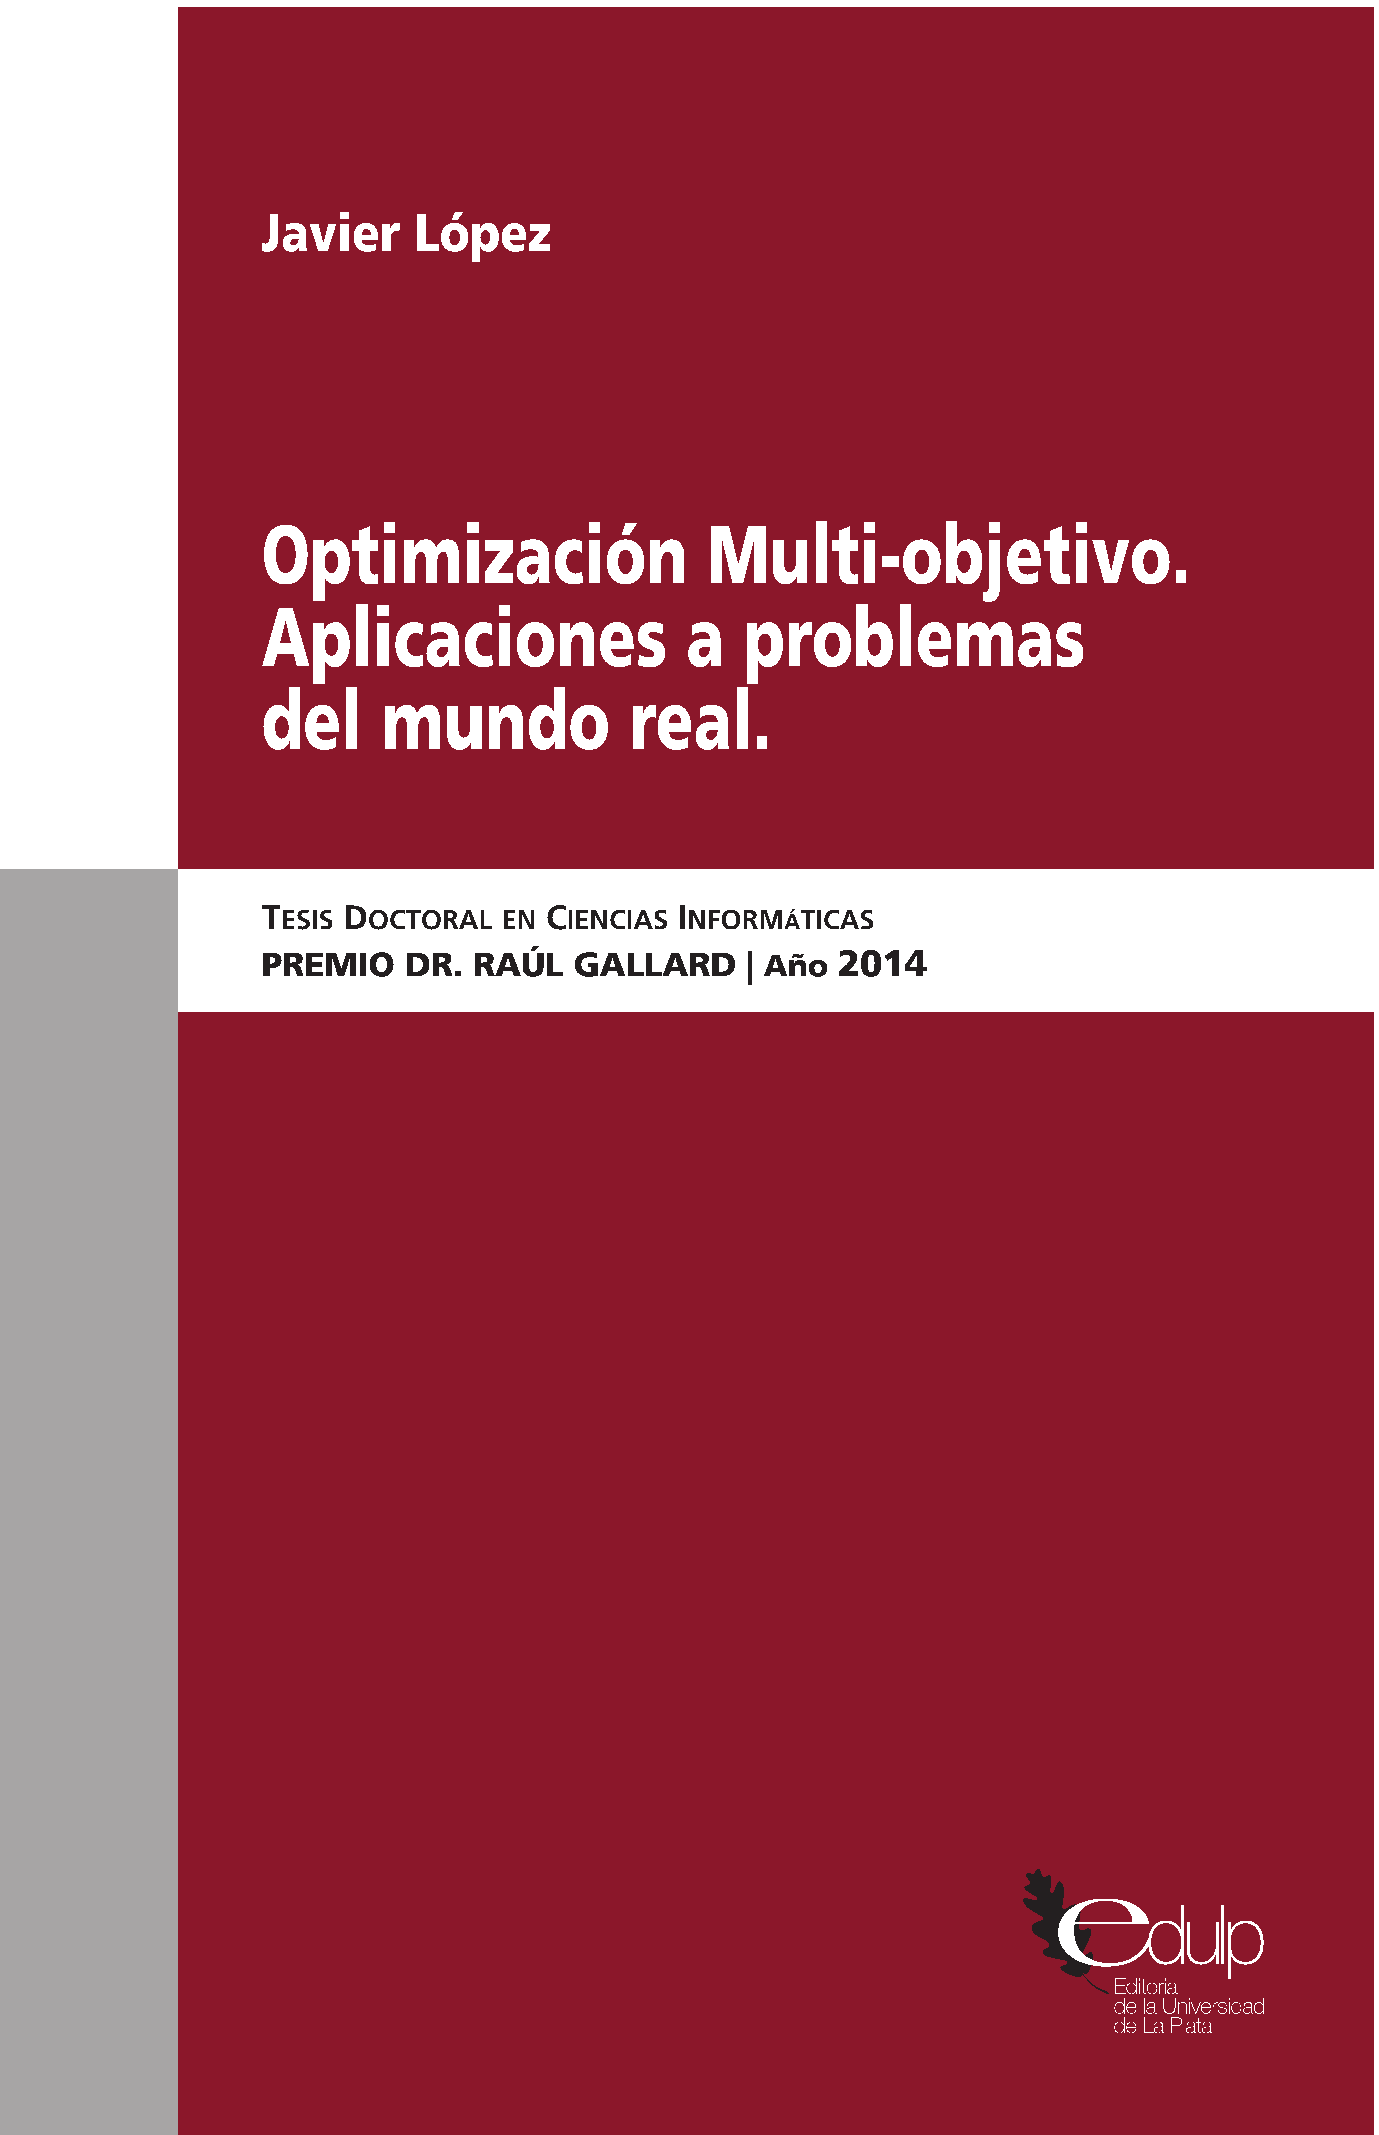 Javier López
Optimización Multi-objetivo.
Aplicaciones a problemas
del mundo real.
TESIS DOCTORAL EN CIENCIAS INFORMÁTICAS
PREMIO DR. RAÚL GALLARD | Año 2014
edulp
Editorial
de la Universidad
de La Plata